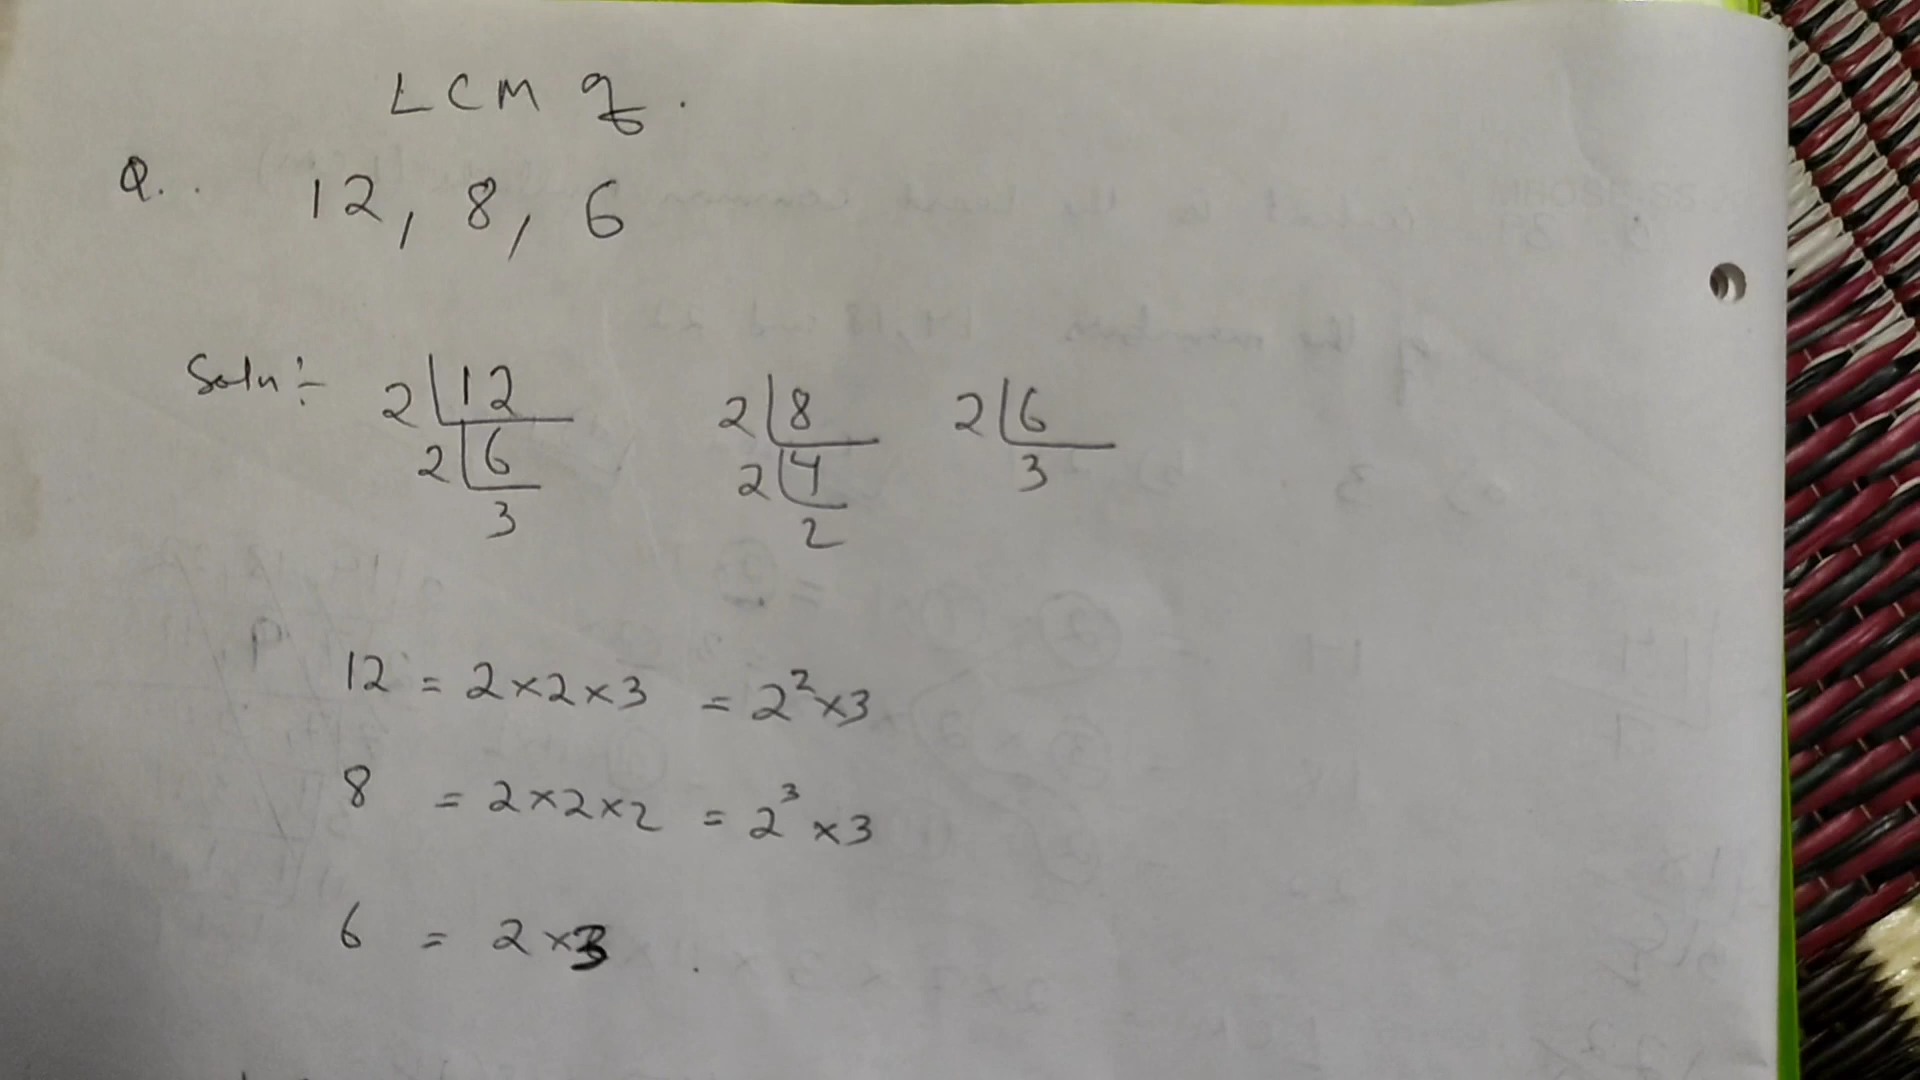 LCM of.
Q.. 12, 8, 6
Soln:- 2|12 2|8 2|6
2|6 2|4 3
3 2
12 = 2×2×3 = 2²×3
8 = 2×2×2 = 2³×3
6 = 2×3